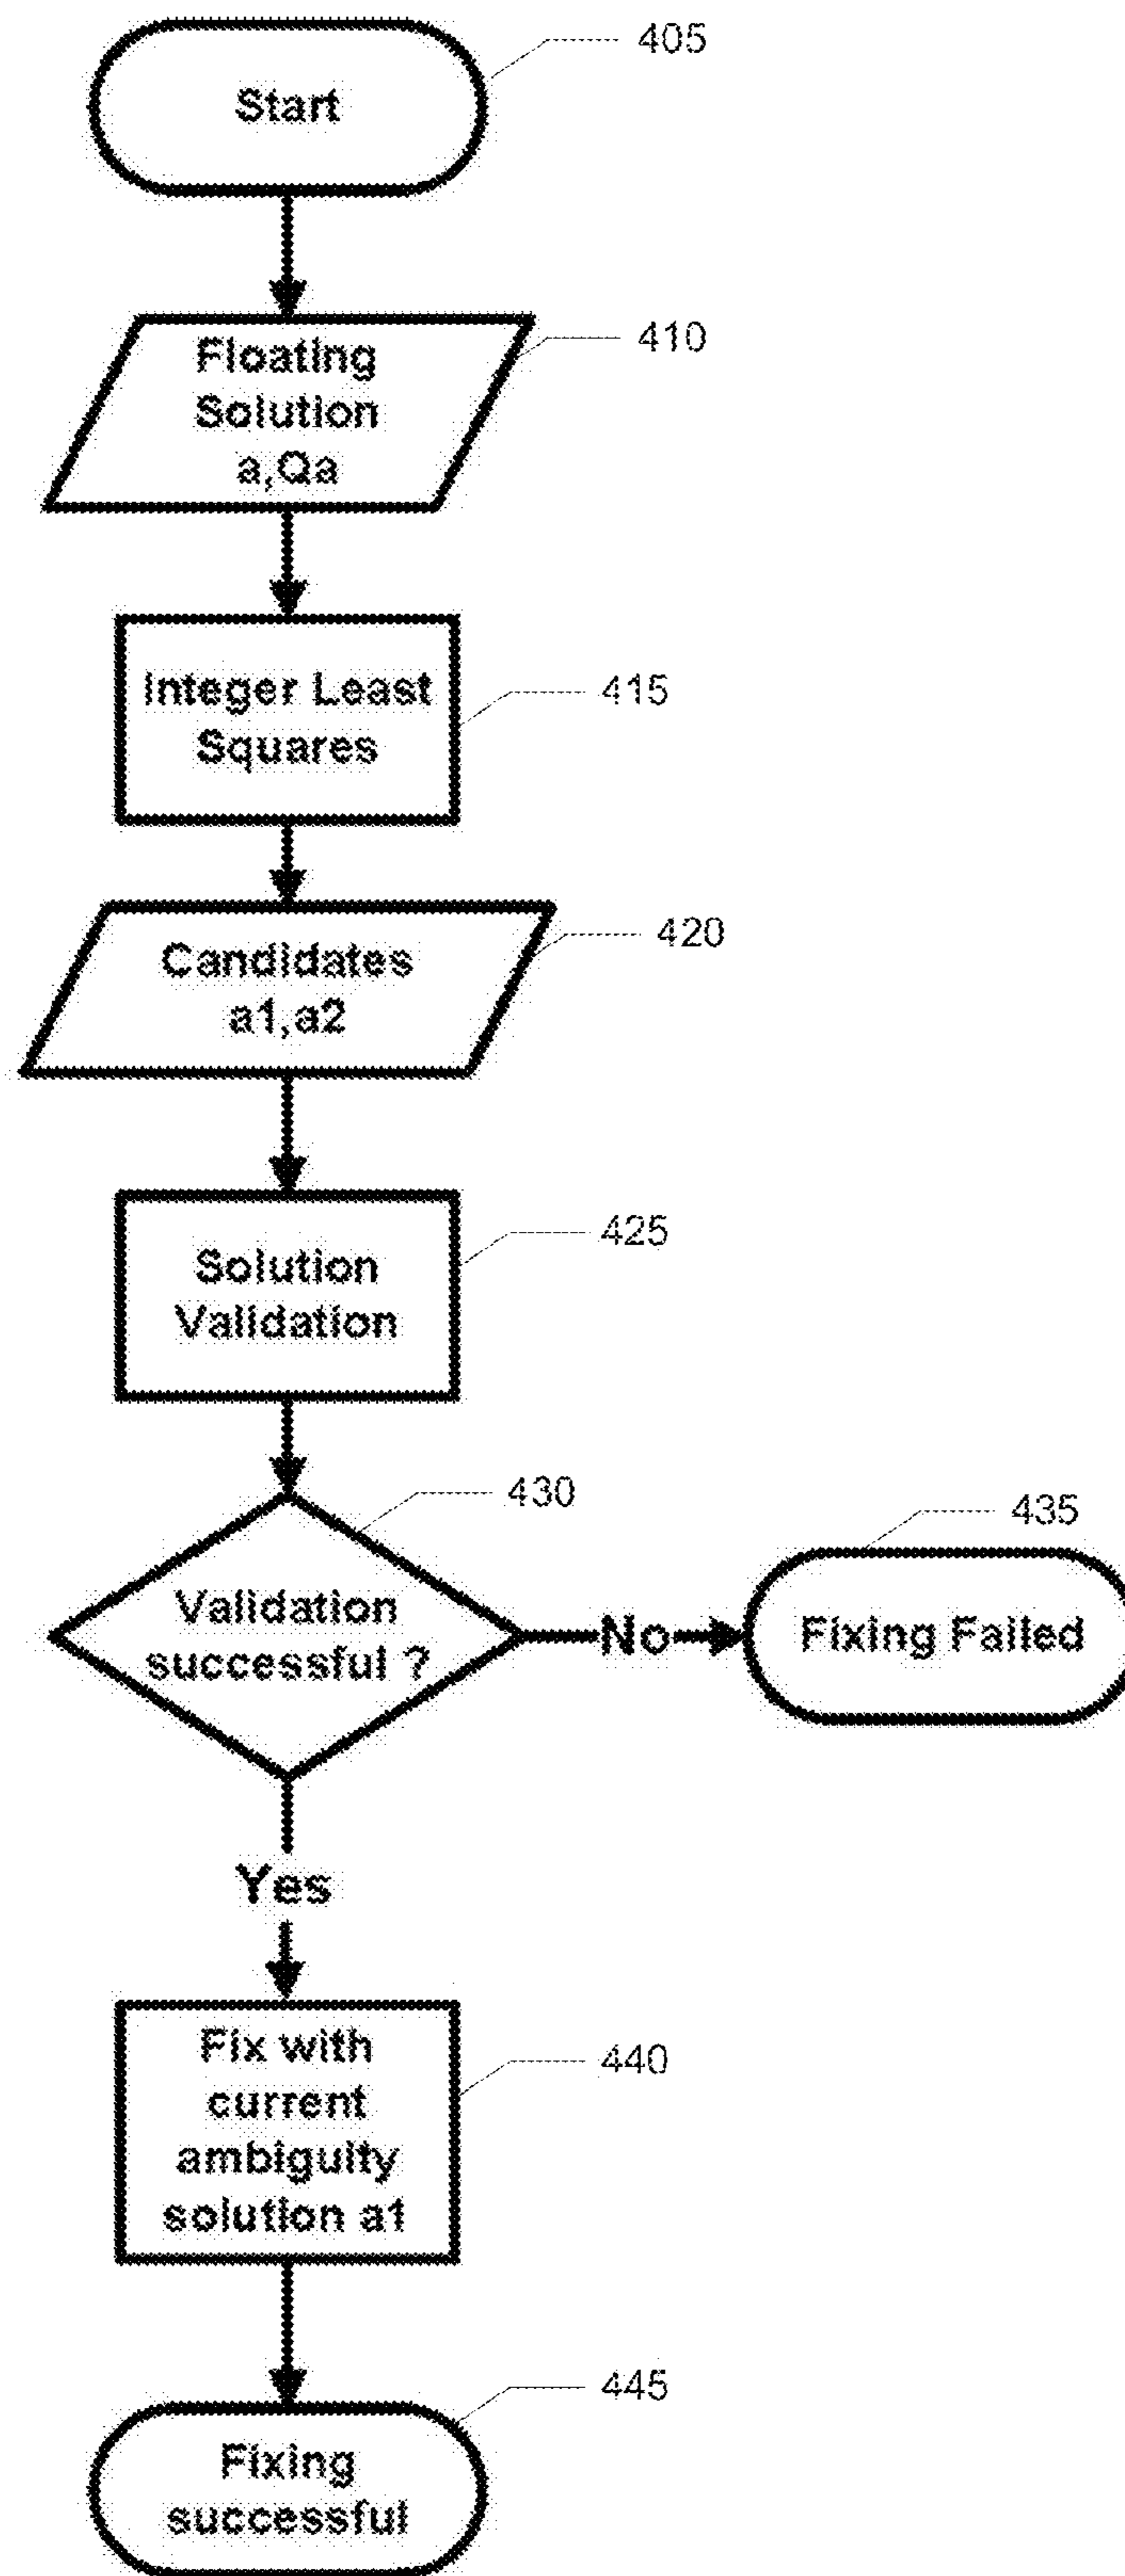 405
Start
410
Floating
Solution
a,Qa
415
Integer Least
Squares
420
Candidates
a1,a2
425
Solution
Validation
430
Validation
successful ?
No
435
Fixing Failed
Yes
440
Fix with
current
ambiguity
solution a1
445
Fixing
successful